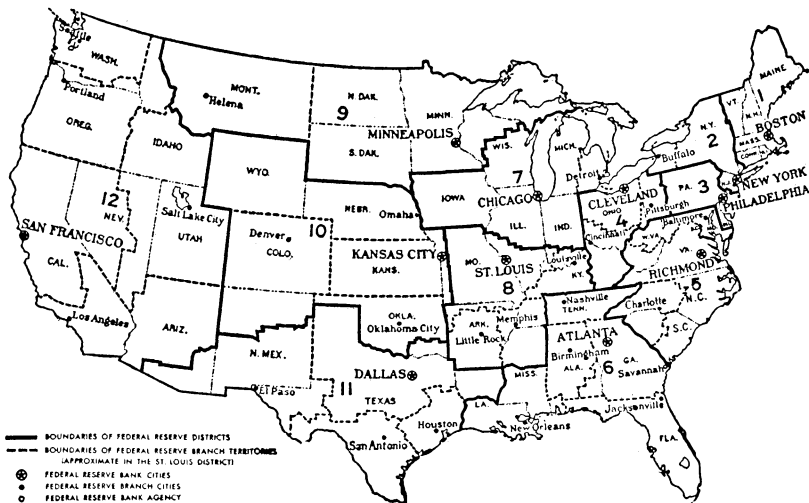 Seattle
WASH.
Portland
OREG.
IDAHO
MONT.
Helena
N. DAK.
9
MINN.
MINNEAPOLIS
S. DAK.
WYO.
WIS.
7
MICH.
Detroit
CHICAGO
IOWA
ILL.
IND.
CLEVELAND
OHIO
4
Cincinnati
Pittsburgh
PA.
3
Buffalo
N.Y.
2
VT.
N.H.
1
MAINE
BOSTON
MASS.
CONN.
NEW YORK
PHILADELPHIA
N.J.
Baltimore
W.VA.
VA.
RICHMOND
5
N.C.
Charlotte
S.C.
12
NEV.
SAN FRANCISCO
CAL.
Los Angeles
Salt Lake City
UTAH
ARIZ.
NEBR.
Omaha
Denver
COLO.
10
KANSAS CITY
KANS.
MO.
ST. LOUIS
8
Louisville
KY.
OKLA.
Oklahoma City
ARK.
Little Rock
Memphis
Nashville
TENN.
N. MEX.
El Paso
DALLAS
11
TEXAS
Houston
San Antonio
LA.
New Orleans
MISS.
ATLANTA
Birmingham
ALA.
6
GA.
Savannah
Jacksonville
FLA.
BOUNDARIES OF FEDERAL RESERVE DISTRICTS
BOUNDARIES OF FEDERAL RESERVE BRANCH TERRITORIES
(APPROXIMATE IN THE ST. LOUIS DISTRICT)
FEDERAL RESERVE BANK CITIES
FEDERAL RESERVE BRANCH CITIES
FEDERAL RESERVE BANK AGENCY